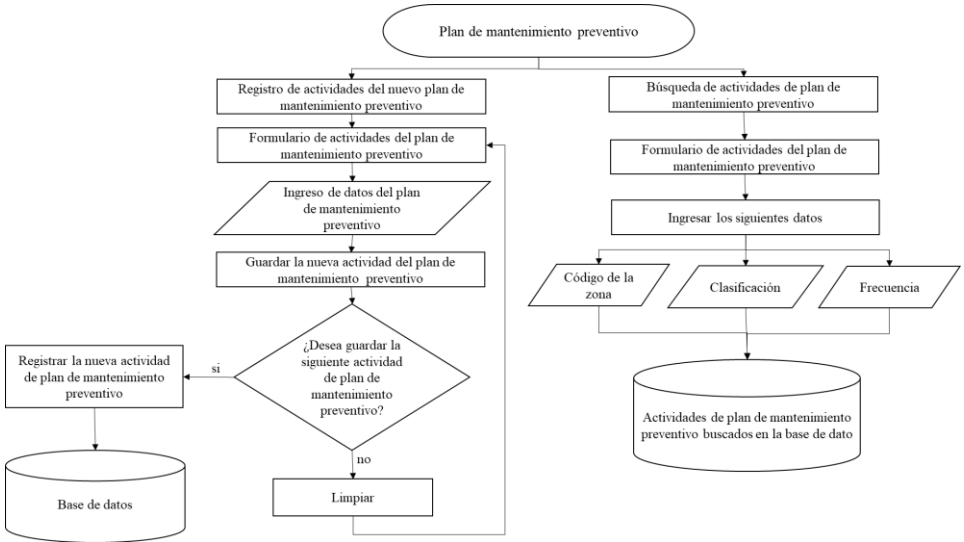 Plan de mantenimiento preventivo
Registro de actividades del nuevo plan de
mantenimiento preventivo
Formulario de actividades del plan de
mantenimiento preventivo
Ingreso de datos del plan
de mantenimiento
preventivo
Guardar la nueva actividad del plan de
mantenimiento preventivo
¿Desea guardar la
siguiente actividad
de plan de
mantenimiento
preventivo?
si
Registrar la nueva actividad
de plan de mantenimiento
preventivo
Base de datos
no
Limpiar
Búsqueda de actividades de plan de
mantenimiento preventivo
Formulario de actividades del plan de
mantenimiento preventivo
Ingresar los siguientes datos
Código de la
zona
Clasificación
Frecuencia
Actividades de plan de mantenimiento
preventivo buscados en la base de dato